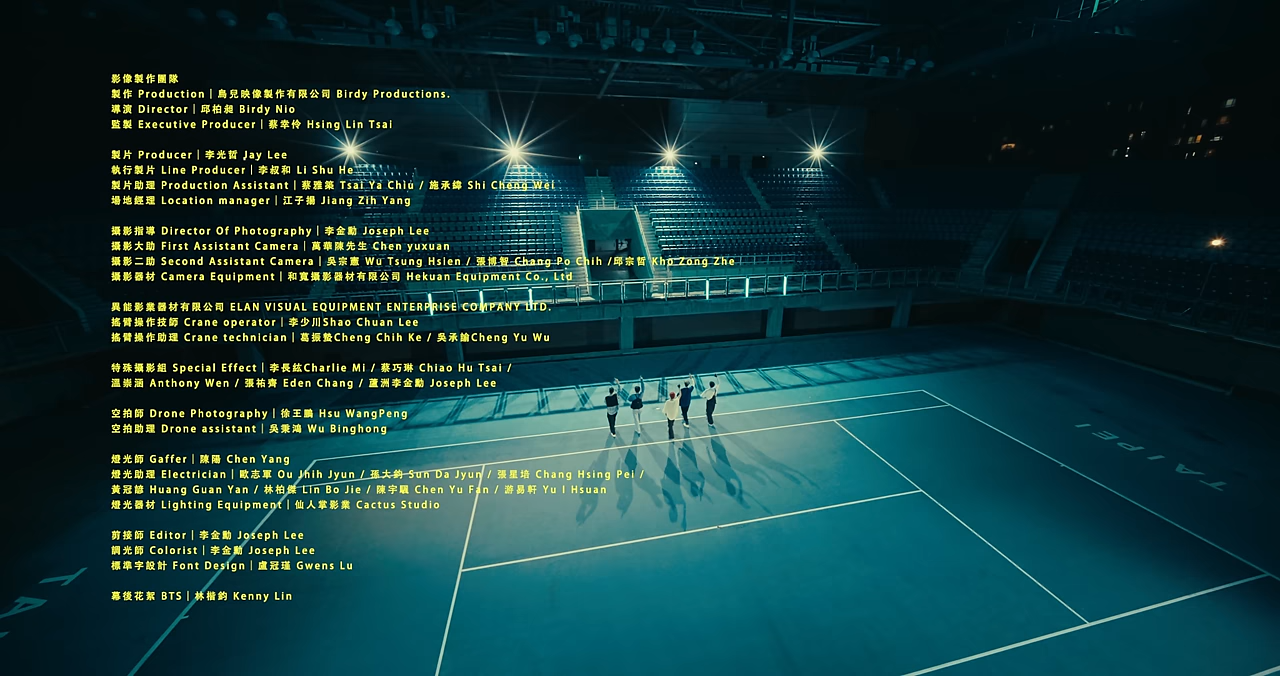 影像製作團隊
製作 Production｜鳥兒映像製作有限公司 Birdy Productions.
導演 Director｜邱柏昶 Birdy Nio
監製 Executive Producer｜蔡幸伶 Hsing Lin Tsai
製片 Producer｜李光哲 Jay Lee
執行製片 Line Producer｜李叔和 Li Shu He
製片助理 Production Assistant｜蔡雅築 Tsai Ya Chiu / 施承緯 Shi Cheng Wei
場地經理 Location manager｜江子揚 Jiang Zih Yang
攝影指導 Director Of Photography｜李金勳 Joseph Lee
攝影大助 First Assistant Camera｜萬華陳先生 Chen yuxuan
攝影二助 Second Assistant Camera｜吳宗憲 Wu Tsung Hsien / 張博智 Chang Po Chih /邱宗哲 Kho Zong Zhe
攝影器材 Camera Equipment｜和寬攝影器材有限公司 Hekuan Equipment Co., Ltd
異能影業器材有限公司 ELAN VISUAL EQUIPMENT ENTERPRISE COMPANY LTD.
搖臂操作技師 Crane operator｜李少川Shao Chuan Lee
搖臂操作助理 Crane technician｜葛振蟄Cheng Chih Ke / 吳承諭Cheng Yu Wu
特殊攝影組 Special Effect｜李長紘Charlie Mi / 蔡巧琳 Chiao Hu Tsai /
溫崇涵 Anthony Wen / 張祐齊 Eden Chang / 蘆洲李金勳 Joseph Lee
空拍師 Drone Photography｜徐王鵬 Hsu WangPeng
空拍助理 Drone assistant｜吳秉鴻 Wu Binghong
燈光師 Gaffer｜陳陽 Chen Yang
燈光助理 Electrician｜歐志軍 Ou Jhih Jyun / 孫大鈞 Sun Da Jyun / 張星培 Chang Hsing Pei /
黃冠諺 Huang Guan Yan / 林柏傑 Lin Bo Jie / 陳宇颿 Chen Yu Fan / 游易軒 Yu I Hsuan
燈光器材 Lighting Equipment｜仙人掌影業 Cactus Studio
剪接師 Editor｜李金勳 Joseph Lee
調光師 Colorist｜李金勳 Joseph Lee
標準字設計 Font Design｜盧冠瑾 Gwens Lu
幕後花絮 BTS｜林楷鈞 Kenny Lin
TAIPEI